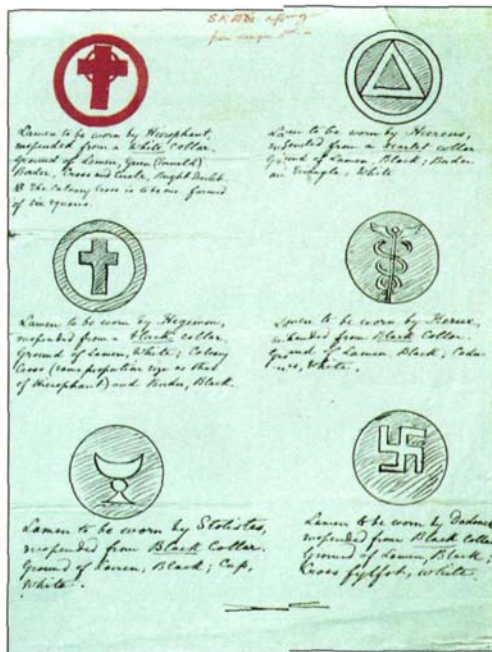 Lamen to be worn by Hierophant,
suspended from a White Collar.
Ground of Lamen, Green (Emerald)
Border, Cross and Circle, Bright Scarlet.
The Calvary Cross is to be one formed
of six squares.
Lamen to be worn by Hiereus,
suspended from a scarlet collar
Ground of Lamen, Black; Border
and Triangle, White
Lamen to be worn by Hegemon,
suspended from a black collar.
Ground of Lamen, White; Calvary
Cross (same proportion size as that
of Hierophant) and Border, Black.
Lamen to be worn by Kerux,
suspended from Black Collar.
Ground of Lamen Black, Cadu-
ceus, White.
Lamen to be worn by Stolistes,
suspended from Black Collar.
Ground of Lamen, Black; Cup,
White.
Lamen to be worn by Dadouc
suspended from Black Collar
Ground of Lamen, Black;
Cross fylfot, White.